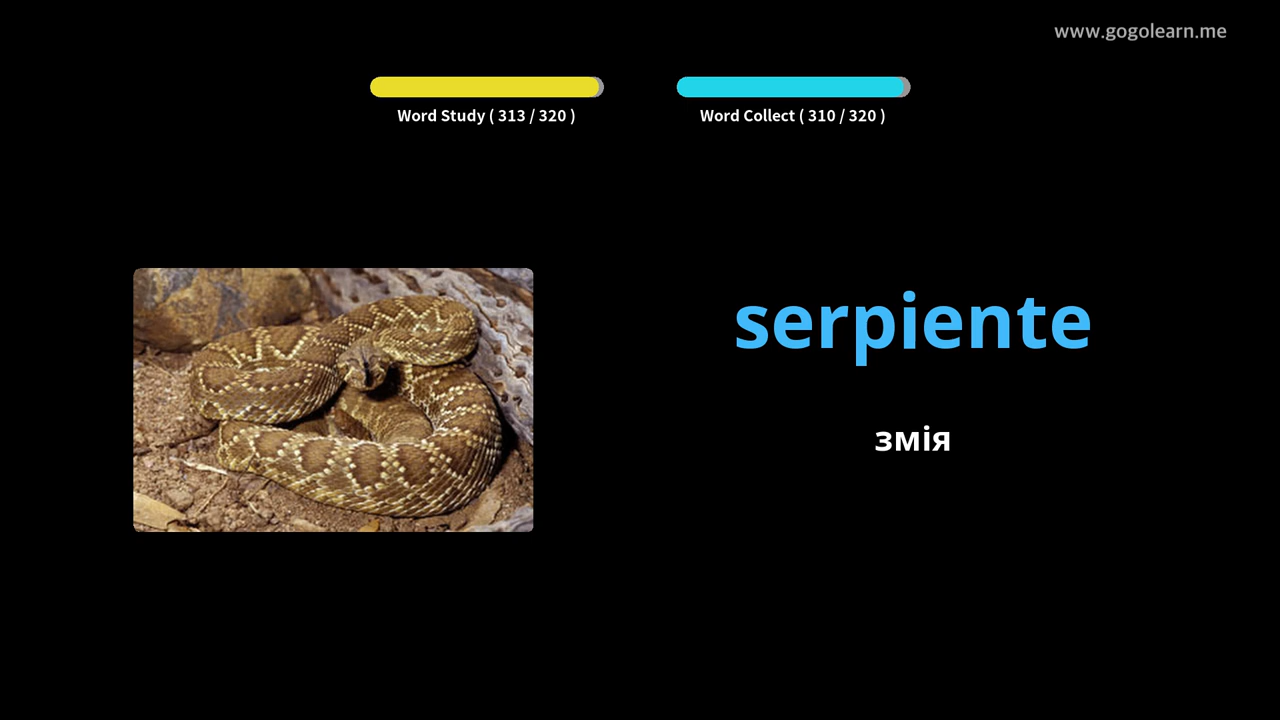 www.gogolearn.me
Word Study ( 313 / 320 )
Word Collect ( 310 / 320 )
serpiente
змія